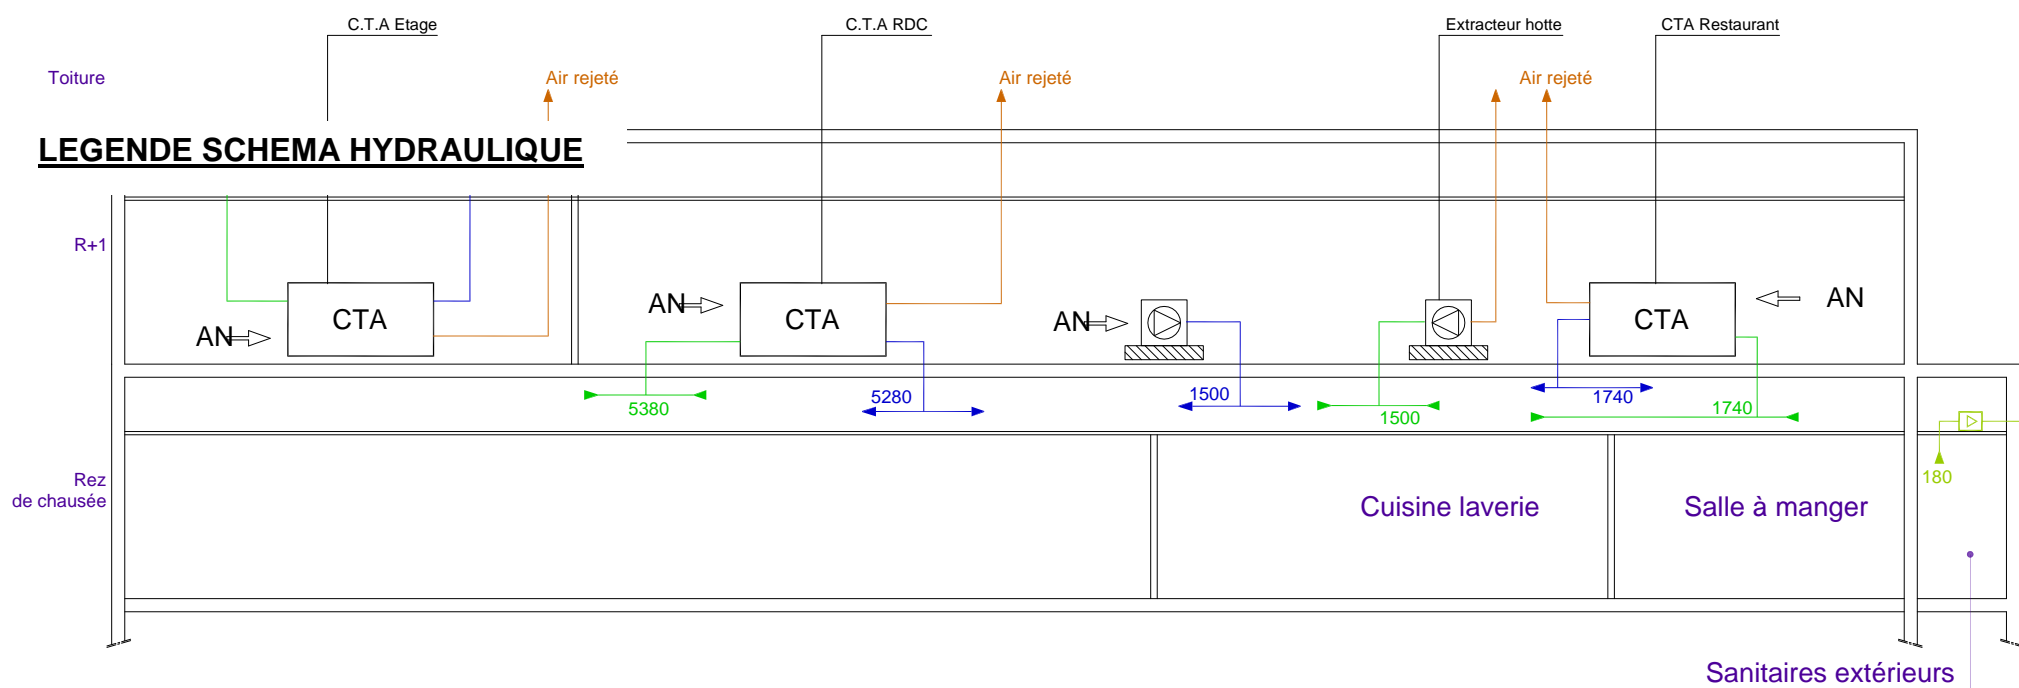 C.T.A Etage
C.T.A RDC
Extracteur hotte
CTA Restaurant
Toiture
Air rejeté
Air rejeté
Air rejeté
LEGENDE SCHEMA HYDRAULIQUE
R+1
AN
CTA
AN
CTA
AN
CTA
AN
5380
5280
1500
1500
1740
1740
180
Rez
de chausée
Cuisine laverie
Salle à manger
Sanitaires extérieurs